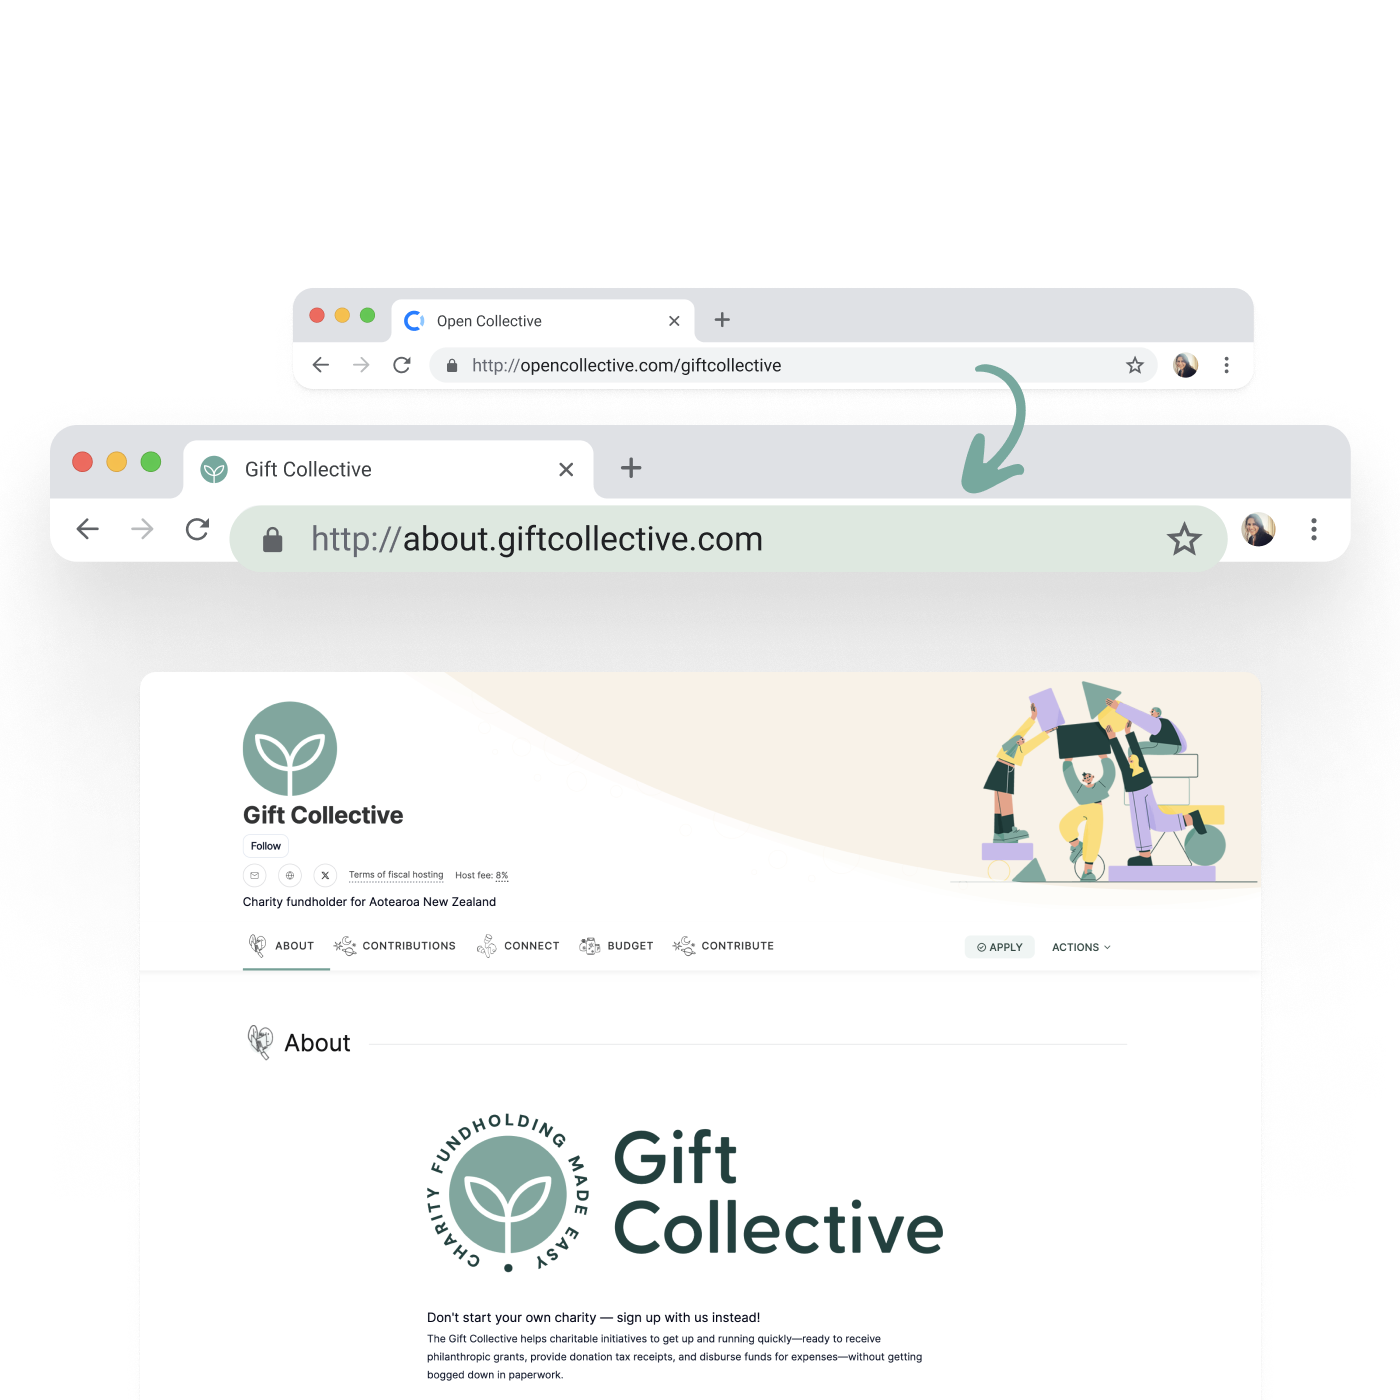 Open Collective
http://opencollective.com/giftcollective
Gift Collective
http://about.giftcollective.com
Gift Collective
Follow
Terms of fiscal hosting Host fee: 8%
Charity fundholder for Aotearoa New Zealand
ABOUT CONTRIBUTIONS CONNECT BUDGET CONTRIBUTE APPLY ACTIONS
About
CHARITY FUNDHOLDING MADE EASY
Gift
Collective
Don't start your own charity — sign up with us instead!
The Gift Collective helps charitable initiatives to get up and running quickly—ready to receive
philanthropic grants, provide donation tax receipts, and disburse funds for expenses—without getting
bogged down in paperwork.